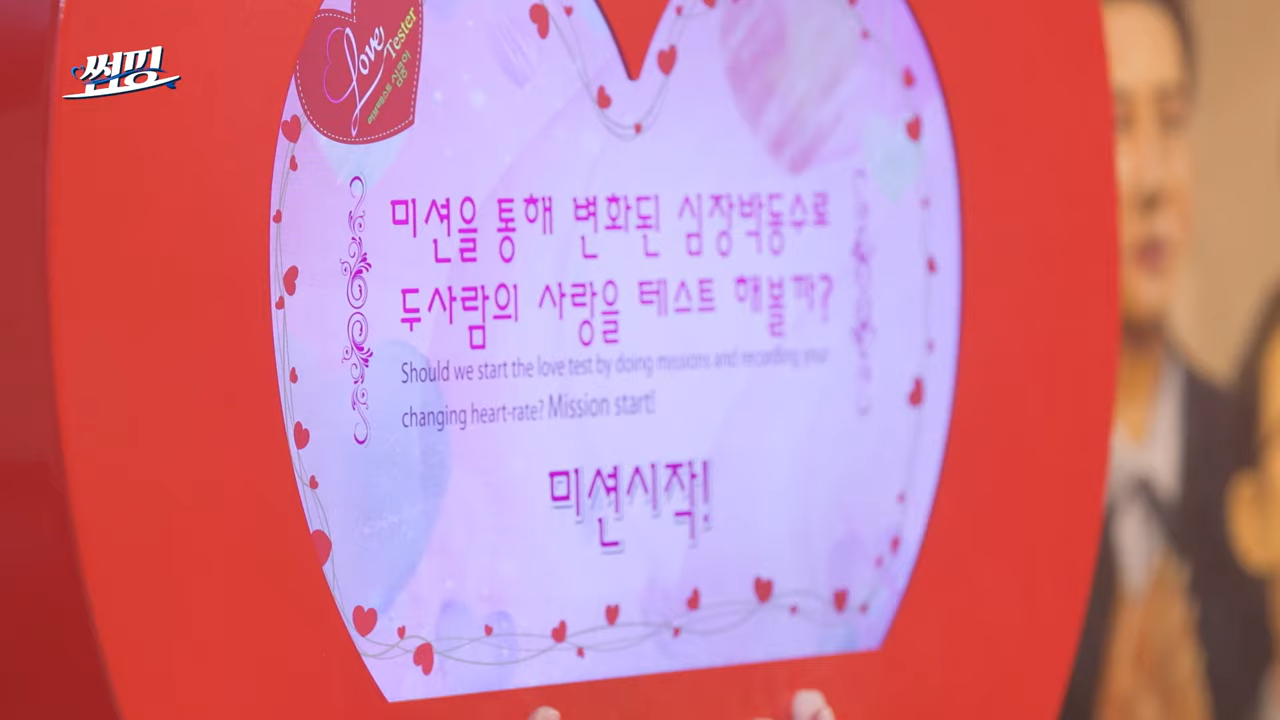 썸핑
Love
Tester
미션을 통해 변화된 심장박동수로
두사람의 사랑을 테스트 해볼까?
Should we start the love test by doing missions and recording your
changing heart-rate? Mission start!
미션시작!